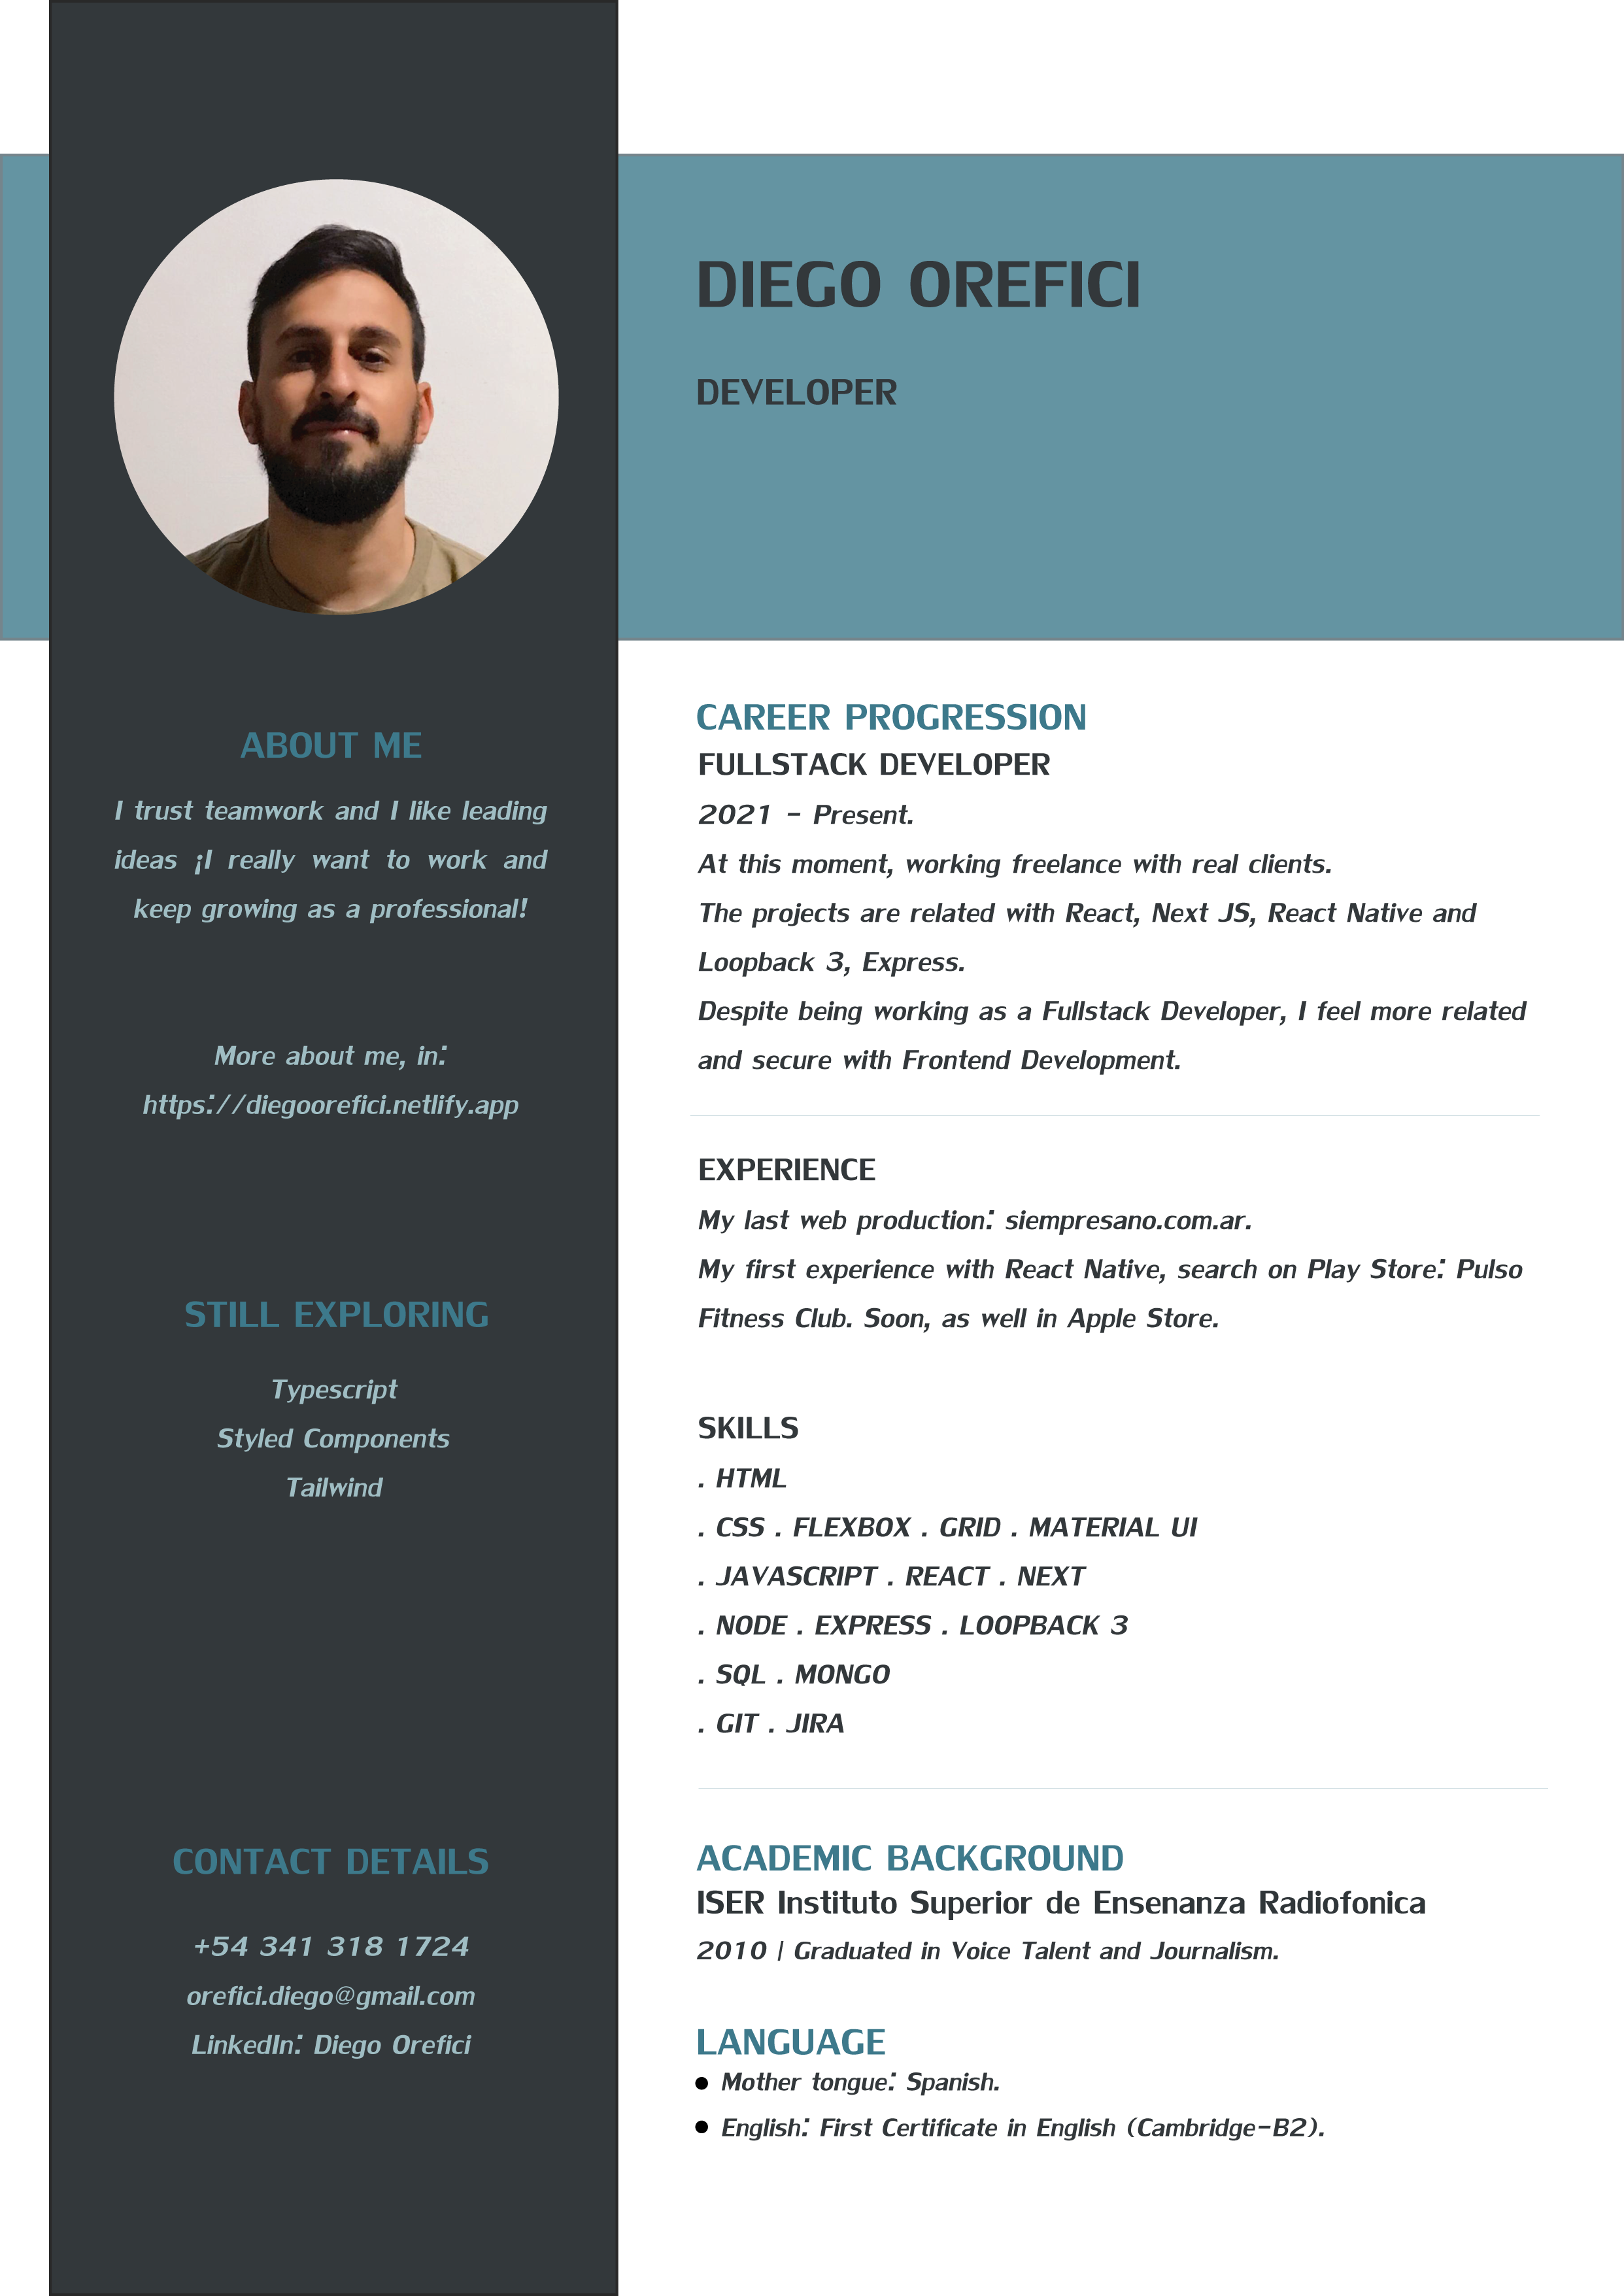 DIEGO OREFICI
DEVELOPER
ABOUT ME
I trust teamwork and I like leading
ideas ¡I really want to work and
keep growing as a professional!
More about me, in:
https://diegoorefici.netlify.app
STILL EXPLORING
Typescript
Styled Components
Tailwind
CONTACT DETAILS
+54 341 318 1724
orefici.diego@gmail.com
LinkedIn: Diego Orefici
CAREER PROGRESSION
FULLSTACK DEVELOPER
2021 - Present.
At this moment, working freelance with real clients.
The projects are related with React, Next JS, React Native and
Loopback 3, Express.
Despite being working as a Fullstack Developer, I feel more related
and secure with Frontend Development.
EXPERIENCE
My last web production: siempresano.com.ar.
My first experience with React Native, search on Play Store: Pulso
Fitness Club. Soon, as well in Apple Store.
SKILLS
. HTML
. CSS . FLEXBOX . GRID . MATERIAL UI
. JAVASCRIPT . REACT . NEXT
. NODE . EXPRESS . LOOPBACK 3
. SQL . MONGO
. GIT . JIRA
ACADEMIC BACKGROUND
ISER Instituto Superior de Ensenanza Radiofonica
2010 | Graduated in Voice Talent and Journalism.
LANGUAGE
● Mother tongue: Spanish.
● English: First Certificate in English (Cambridge-B2).